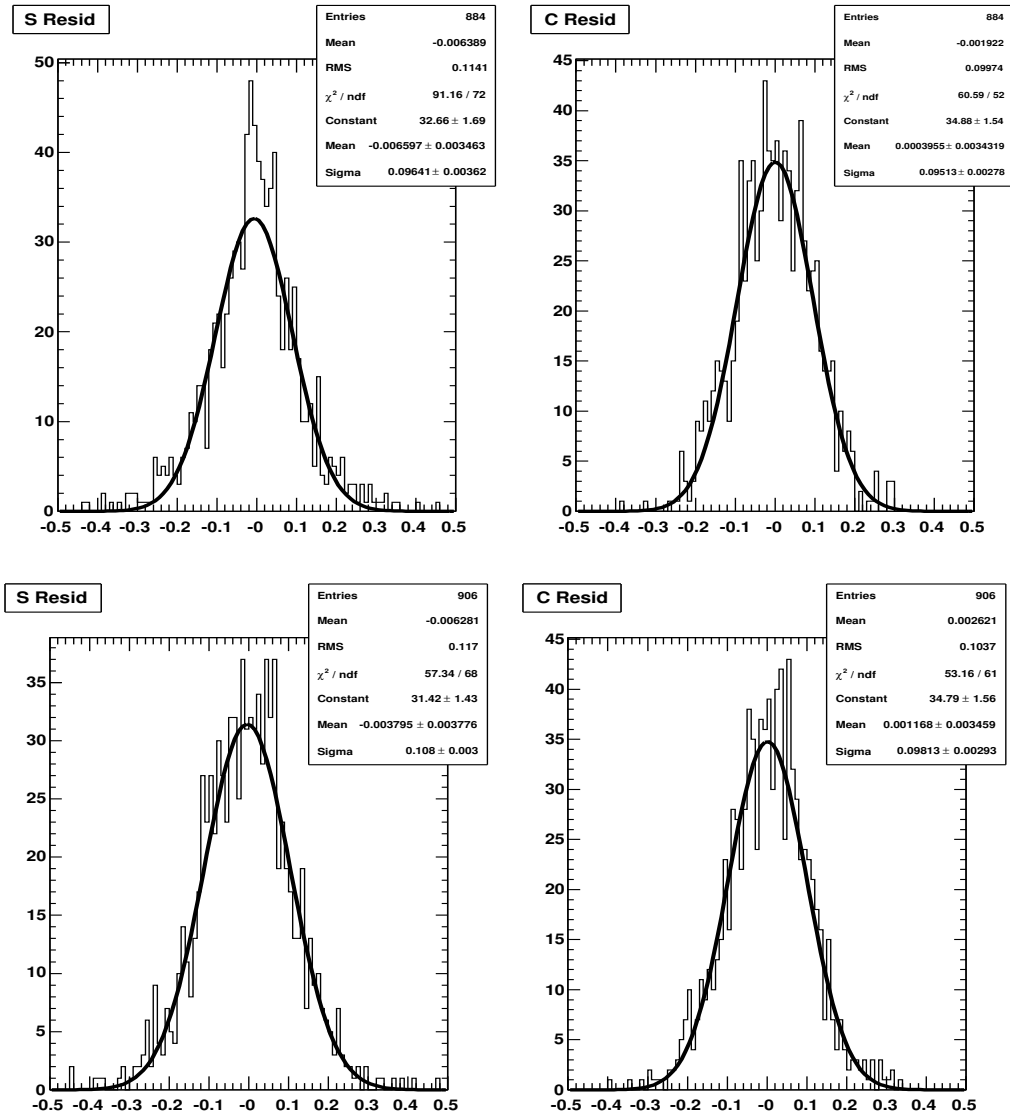 S Resid
Entries 884
Mean -0.006389
RMS 0.1141
χ² / ndf 91.16 / 72
Constant 32.66 ± 1.69
Mean -0.006597 ± 0.003463
Sigma 0.09641 ± 0.00362
50
40
30
20
10
0
-0.5 -0.4 -0.3 -0.2 -0.1 -0 0.1 0.2 0.3 0.4 0.5
C Resid
Entries 884
Mean -0.001922
RMS 0.09974
χ² / ndf 60.59 / 52
Constant 34.88 ± 1.54
Mean 0.0003955 ± 0.0034319
Sigma 0.09513 ± 0.00278
45
40
35
30
25
20
15
10
5
0
-0.5 -0.4 -0.3 -0.2 -0.1 -0 0.1 0.2 0.3 0.4 0.5
S Resid
Entries 906
Mean -0.006281
RMS 0.117
χ² / ndf 57.34 / 68
Constant 31.42 ± 1.43
Mean -0.003795 ± 0.003776
Sigma 0.108 ± 0.003
35
30
25
20
15
10
5
0
-0.5 -0.4 -0.3 -0.2 -0.1 -0 0.1 0.2 0.3 0.4 0.5
C Resid
Entries 906
Mean 0.002621
RMS 0.1037
χ² / ndf 53.16 / 61
Constant 34.79 ± 1.56
Mean 0.001168 ± 0.003459
Sigma 0.09813 ± 0.00293
45
40
35
30
25
20
15
10
5
0
-0.5 -0.4 -0.3 -0.2 -0.1 -0 0.1 0.2 0.3 0.4 0.5